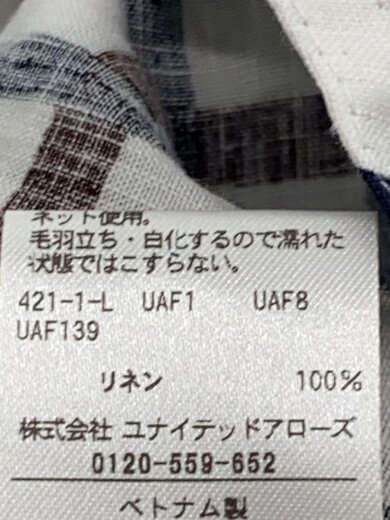 ネット使用。
毛羽立ち・白化するので濡れた
状態ではこすらない。
421-1-L UAF1 UAF8
UAF139
リネン 100%
株式会社 ユナイテッドアローズ
0120-559-652
ベトナム製